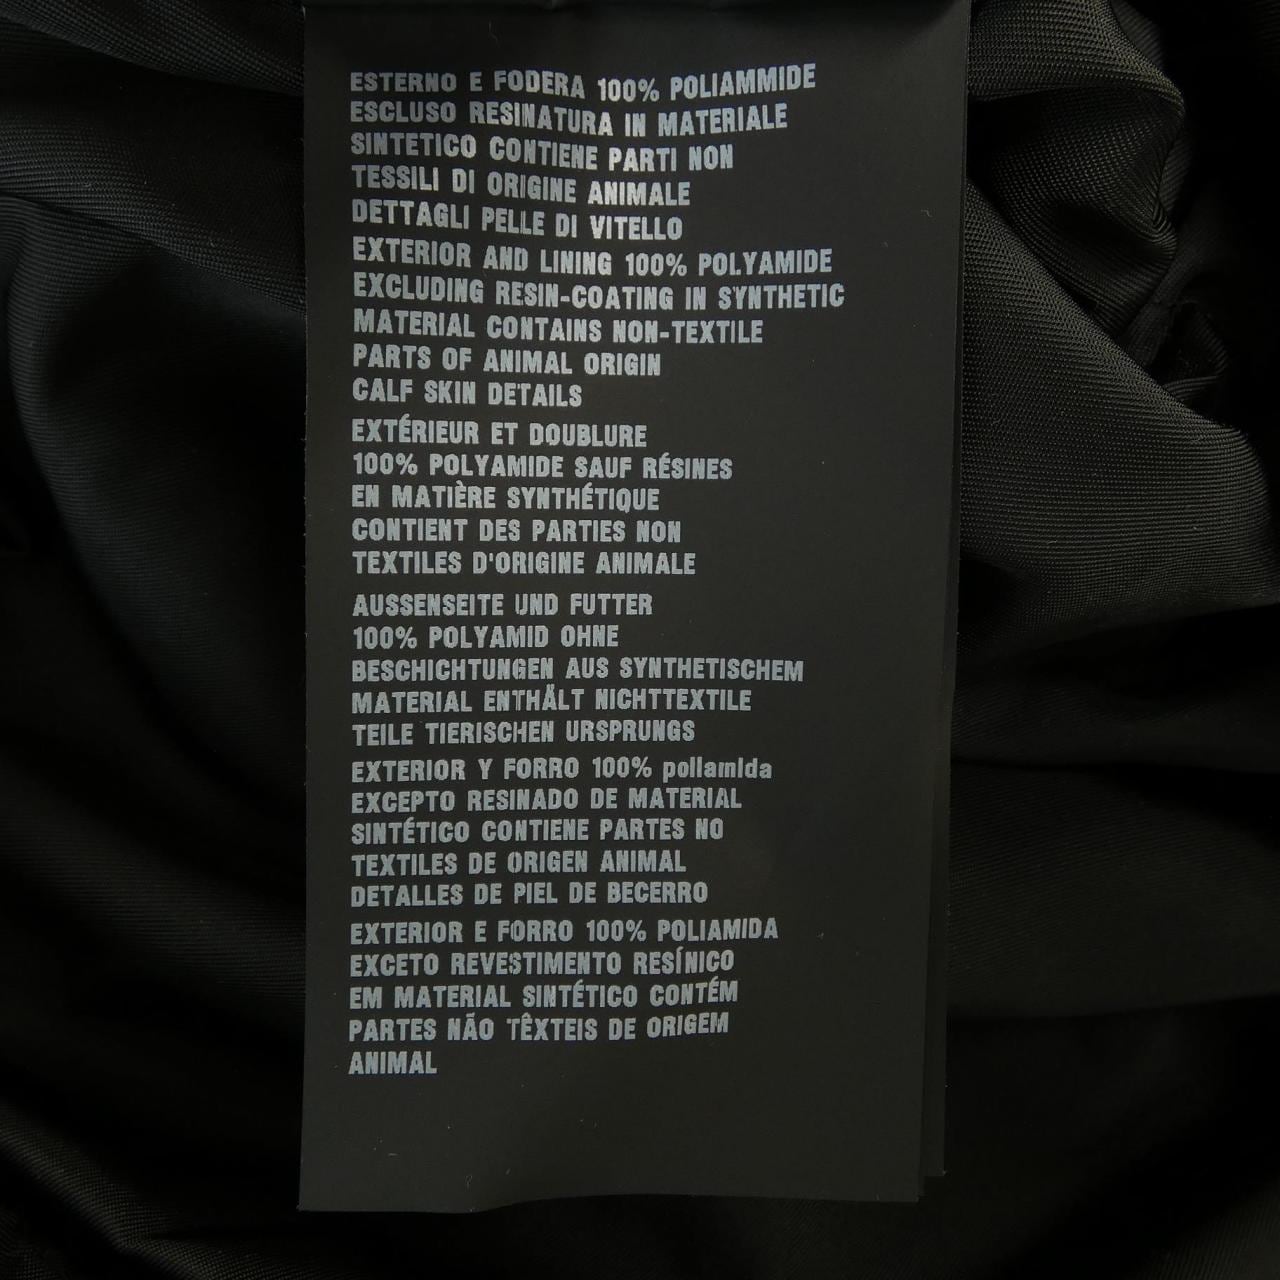 ESTERNO E FODERA 100% POLIAMMIDE
ESCLUSO RESINATURA IN MATERIALE
SINTETICO CONTIENE PARTI NON
TESSILI DI ORIGINE ANIMALE
DETTAGLI PELLE DI VITELLO
EXTERIOR AND LINING 100% POLYAMIDE
EXCLUDING RESIN-COATING IN SYNTHETIC
MATERIAL CONTAINS NON-TEXTILE
PARTS OF ANIMAL ORIGIN
CALF SKIN DETAILS
EXTÉRIEUR ET DOUBLURE
100% POLYAMIDE SAUF RÉSINES
EN MATIÈRE SYNTHÉTIQUE
CONTIENT DES PARTIES NON
TEXTILES D'ORIGINE ANIMALE
AUSSENSEITE UND FUTTER
100% POLYAMID OHNE
BESCHICHTUNGEN AUS SYNTHETISCHEM
MATERIAL ENTHÄLT NICHTTEXTILE
TEILE TIERISCHEN URSPRUNGS
EXTERIOR Y FORRO 100% poliamida
EXCEPTO RESINADO DE MATERIAL
SINTÉTICO CONTIENE PARTES NO
TEXTILES DE ORIGEN ANIMAL
DETALLES DE PIEL DE BECERRO
EXTERIOR E FORRO 100% POLIAMIDA
EXCETO REVESTIMENTO RESÍNICO
EM MATERIAL SINTÉTICO CONTÉM
PARTES NÃO TÊXTEIS DE ORIGEM
ANIMAL